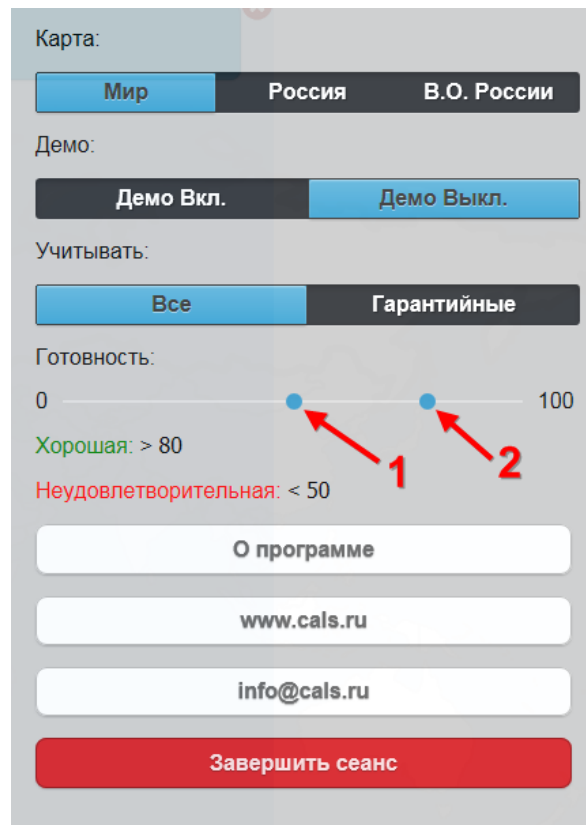 Карта:
Мир Россия В.О. России
Демо:
Демо Вкл. Демо Выкл.
Учитывать:
Все Гарантийные
Готовность:
0 100
1 2
Хорошая: > 80
Неудовлетворительная: < 50
О программе
www.cals.ru
info@cals.ru
Завершить сеанс